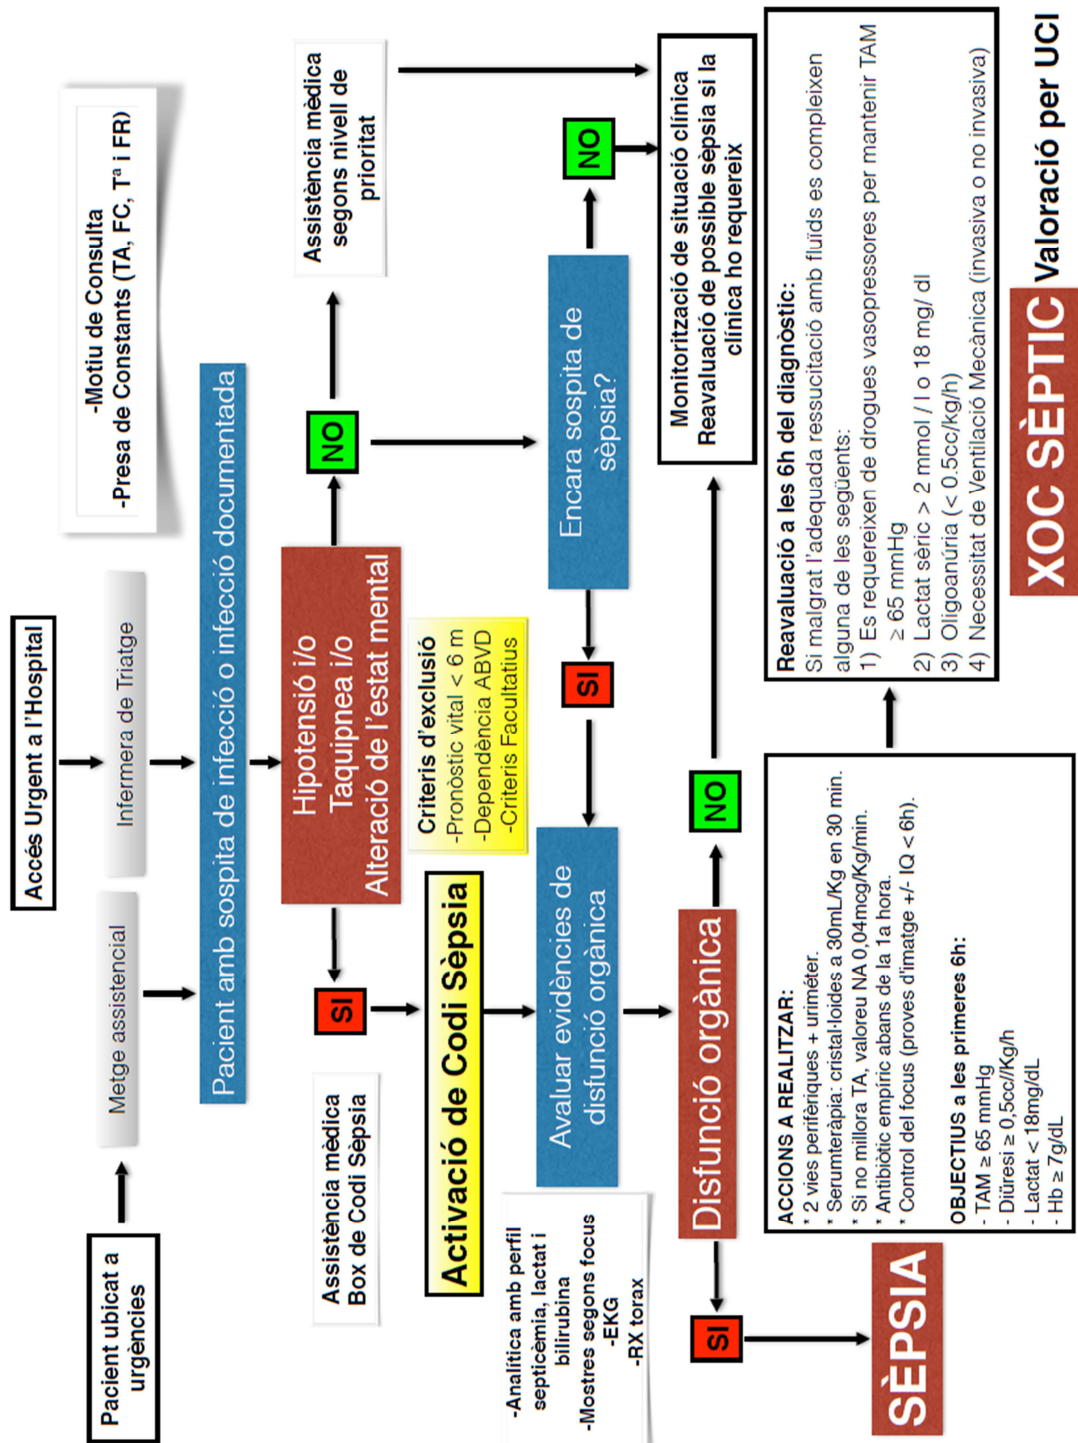 Accés Urgent a l'Hospital
Pacient ubicat a
urgències
Metge assistencial
Infermera de Triatge
-Motiu de Consulta
-Presa de Constants (TA, FC, Tª i FR)
Pacient amb sospita de infecció o infecció documentada
Assistència mèdica
Box de Codi Sèpsia
SI
Hipotensió i/o
Taquipnea i/o
Alteració de l'estat mental
NO
Assistència mèdica
segons nivell de
prioritat
Activació de Codi Sèpsia
Criteris d'exclusió
-Pronòstic vital < 6 m
-Dependència ABVD
-Criteris Facultatius
-Analítica amb perfil
septicèmia, lactat i
bilirubina
-Mostres segons focus
-EKG
-RX torax
Avaluar evidències de
disfunció orgànica
SI
Encara sospita de
sèpsia?
NO
SI
Disfunció orgànica
NO
Monitorització de situació clínica
Reavaluació de possible sèpsia si la
clínica ho requereix
SÈPSIA
ACCIONS A REALITZAR:
* 2 vies perifèriques + uriméter.
* Serumteràpia: cristal·loides a 30mL/Kg en 30 min.
* Si no millora TA, valoreu NA 0,04mcg/Kg/min.
* Antibiòtic empíric abans de la 1a hora.
* Control del focus (proves d'imatge +/- IQ < 6h).
OBJECTIUS a les primeres 6h:
- TAM ≥ 65 mmHg
- Diüresi ≥ 0,5cc//Kg/h
- Lactat < 18mg/dL
- Hb ≥ 7g/dL
Reavaluació a les 6h del diagnòstic:
Si malgrat l'adequada ressucitació amb fluïds es compleixen
alguna de les següents:
1) Es requereixen de drogues vasopressores per mantenir TAM
≥ 65 mmHg
2) Lactat sèric > 2 mmol / l o 18 mg/ dl
3) Oligoanúria (< 0.5cc/kg/h)
4) Necessitat de Ventilació Mecànica (invasiva o no invasiva)
XOC SÈPTIC Valoració per UCI